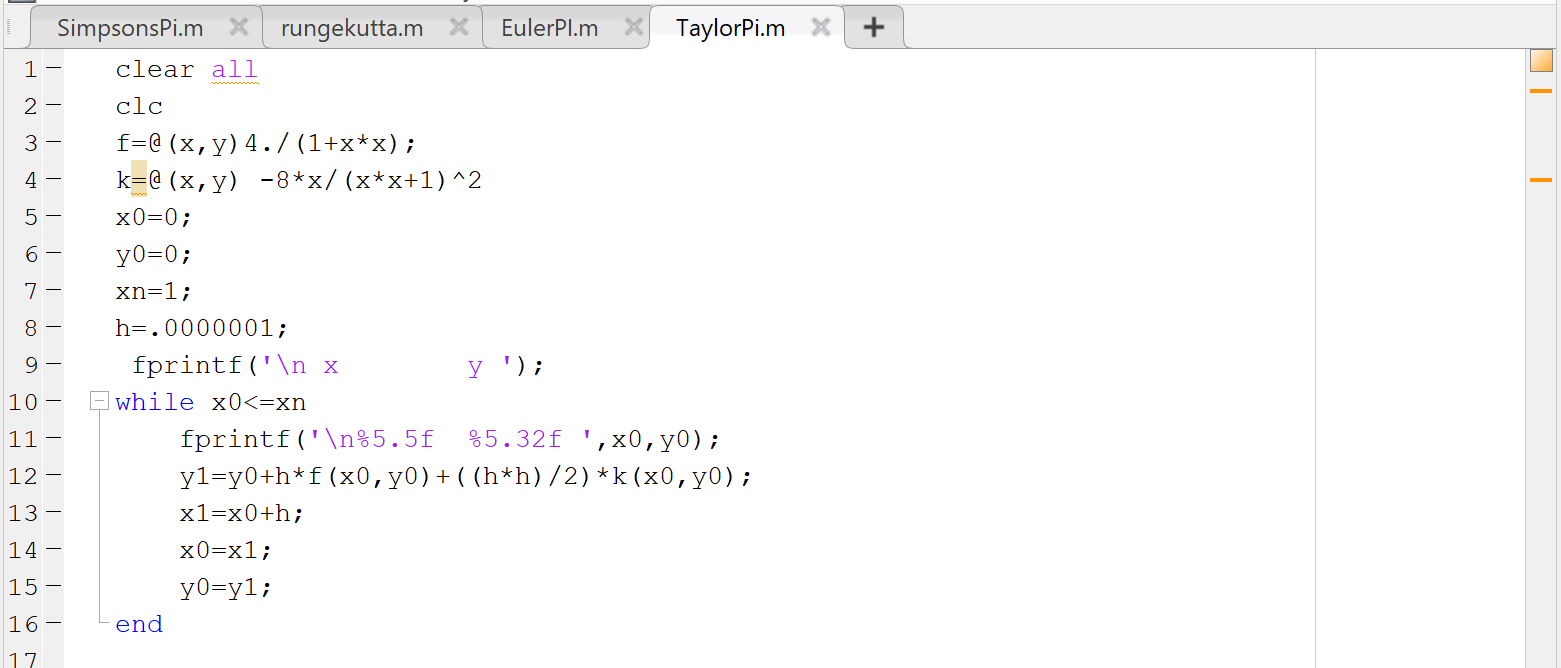 SimpsonsPi.m rungekutta.m EulerPI.m TaylorPi.m
1 clear all
2 clc
3 f=@(x,y)4./(1+x*x);
4 k=@(x,y) -8*x/(x*x+1)^2
5 x0=0;
6 y0=0;
7 xn=1;
8 h=.0000001;
9  fprintf('\n x        y ');
10 while x0<=xn
11     fprintf('\n%5.5f  %5.32f ',x0,y0);
12     y1=y0+h*f(x0,y0)+((h*h)/2)*k(x0,y0);
13     x1=x0+h;
14     x0=x1;
15     y0=y1;
16 end
17